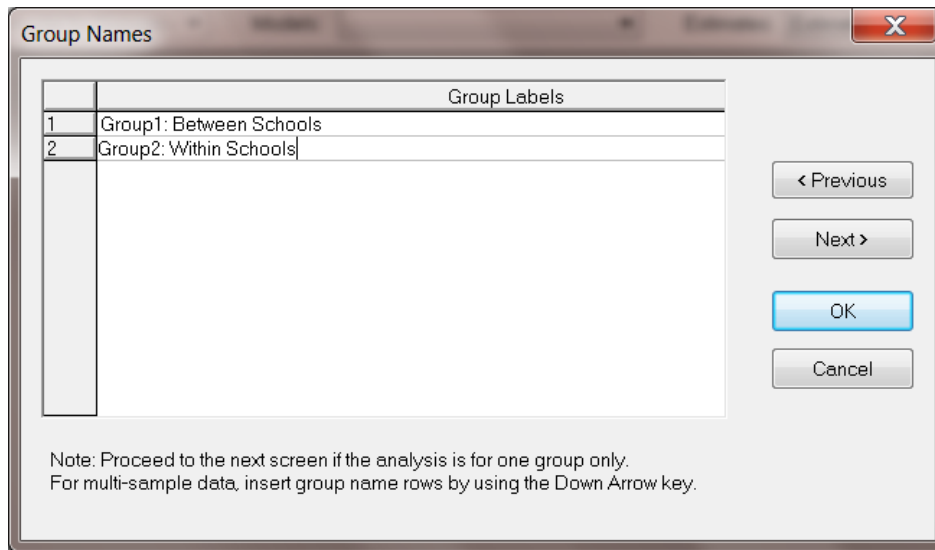 Group Names
Group Labels
1 Group1: Between Schools
2 Group2: Within Schools
< Previous
Next >
OK
Cancel
Note: Proceed to the next screen if the analysis is for one group only.
For multi-sample data, insert group name rows by using the Down Arrow key.